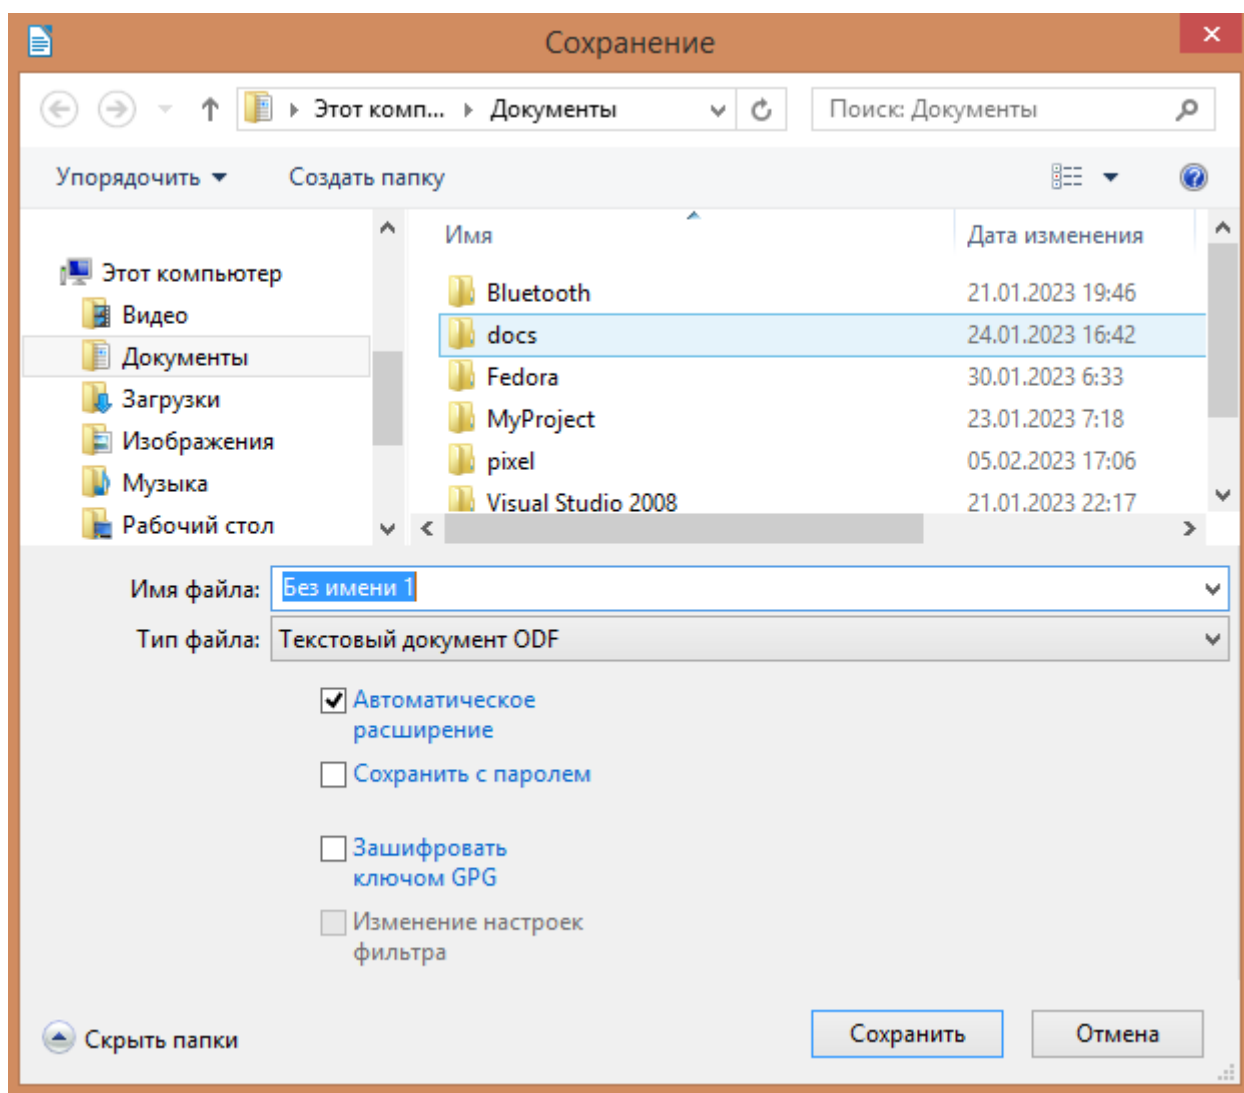 Сохранение
Этот комп... Документы
Поиск: Документы
Упорядочить Создать папку
Имя Дата изменения
Этот компьютер
Видео
Документы
Загрузки
Изображения
Музыка
Рабочий стол
Bluetooth 21.01.2023 19:46
docs 24.01.2023 16:42
Fedora 30.01.2023 6:33
MyProject 23.01.2023 7:18
pixel 05.02.2023 17:06
Visual Studio 2008 21.01.2023 22:17
Имя файла: Без имени 1
Тип файла: Текстовый документ ODF
Автоматическое
расширение
Сохранить с паролем
Зашифровать
ключом GPG
Изменение настроек
фильтра
Скрыть папки
Сохранить
Отмена